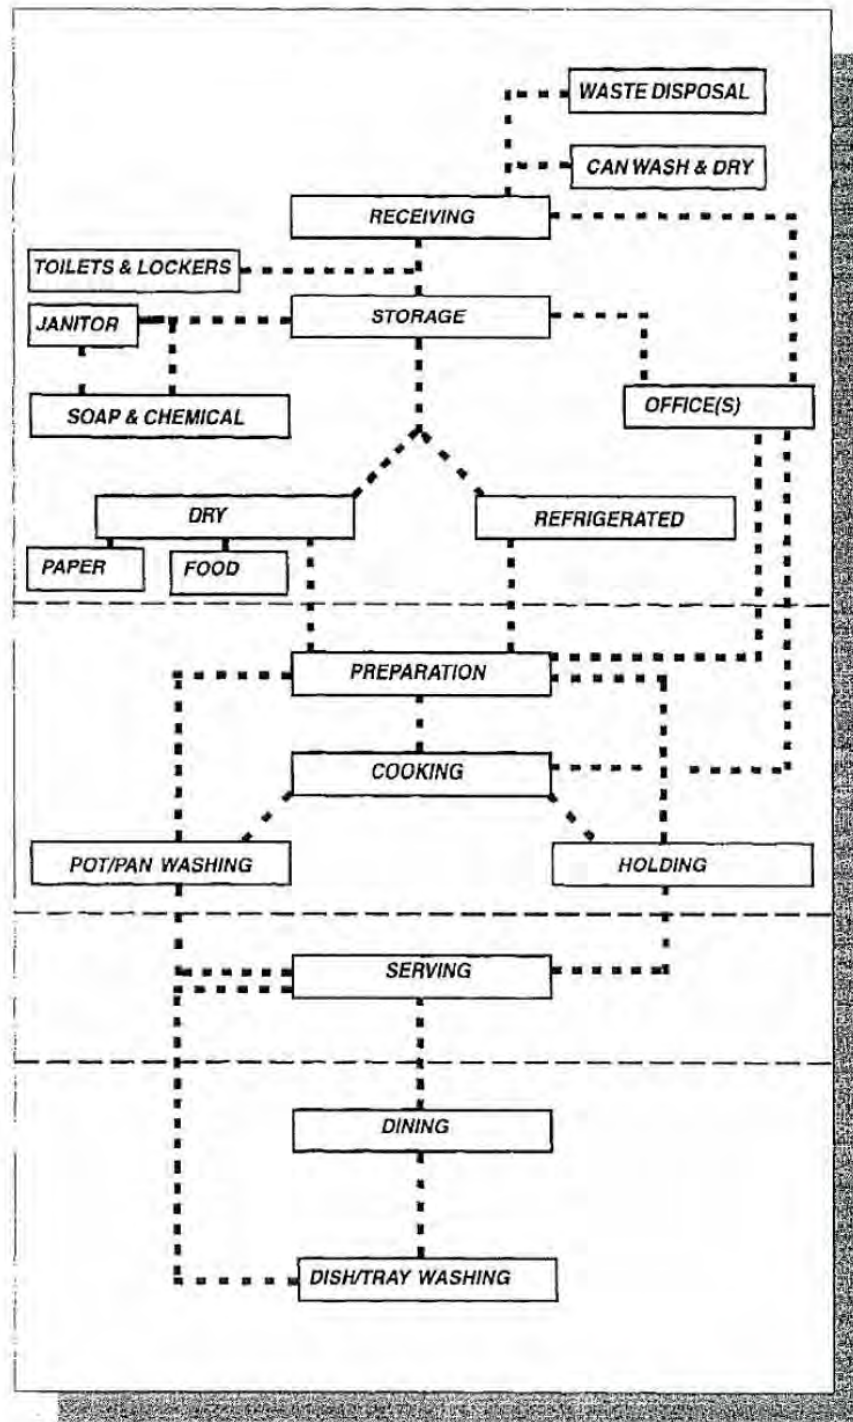 WASTE DISPOSAL
CAN WASH & DRY
RECEIVING
TOILETS & LOCKERS
JANITOR
STORAGE
OFFICE(S)
SOAP & CHEMICAL
DRY
REFRIGERATED
PAPER
FOOD
PREPARATION
COOKING
POT/PAN WASHING
HOLDING
SERVING
DINING
DISH/TRAY WASHING